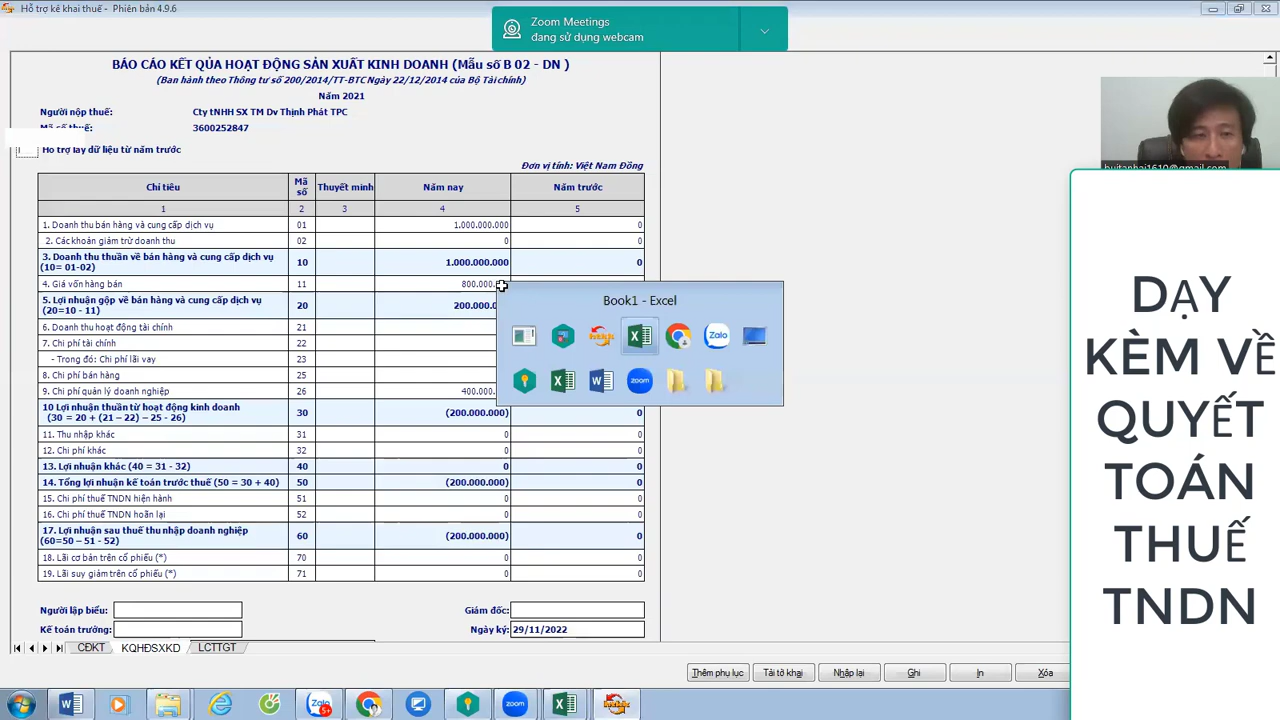 Hỗ trợ kê khai thuế - Phiên bản 4.9.6
Zoom Meetings
đang sử dụng webcam
BÁO CÁO KẾT QỦA HOẠT ĐỘNG SẢN XUẤT KINH DOANH (Mẫu số B 02 - DN )
(Ban hành theo Thông tư số 200/2014/TT-BTC Ngày 22/12/2014 của Bộ Tài chính)
Năm 2021
Người nộp thuế: Cty tNHH SX TM Dv Thịnh Phát TPC
Mã số thuế: 3600252847
Hỗ trợ lấy dữ liệu từ năm trước
Đơn vị tính: Việt Nam Đồng
Chỉ tiêu Mã số Thuyết minh Năm nay Năm trước
1 2 3 4 5
1. Doanh thu bán hàng và cung cấp dịch vụ 01 1.000.000.000 0
2. Các khoản giảm trừ doanh thu 02 0 0
3. Doanh thu thuần về bán hàng và cung cấp dịch vụ
(10= 01-02) 10 1.000.000.000 0
4. Giá vốn hàng bán 11 800.000.
5. Lợi nhuận gộp về bán hàng và cung cấp dịch vụ
(20=10 - 11) 20 200.000.0
6. Doanh thu hoạt động tài chính 21
7. Chi phí tài chính 22
- Trong đó: Chi phí lãi vay 23
8. Chi phí bán hàng 25
9. Chi phí quản lý doanh nghiệp 26 400.000.
10 Lợi nhuận thuần từ hoạt động kinh doanh
(30 = 20 + (21 – 22) – 25 - 26) 30 (200.000.000) 0
11. Thu nhập khác 31 0 0
12. Chi phí khác 32 0 0
13. Lợi nhuận khác (40 = 31 - 32) 40 0 0
14. Tổng lợi nhuận kế toán trước thuế (50 = 30 + 40) 50 (200.000.000) 0
15. Chi phí thuế TNDN hiện hành 51 0 0
16. Chi phí thuế TNDN hoãn lại 52 0 0
17. Lợi nhuận sau thuế thu nhập doanh nghiệp
(60=50 – 51 - 52) 60 (200.000.000) 0
18. Lãi cơ bản trên cổ phiếu (*) 70 0 0
19. Lãi suy giảm trên cổ phiếu (*) 71 0 0
Book1 - Excel
Zalo
zoom
Người lập biểu: Giám đốc:
Kế toán trưởng: Ngày ký: 29/11/2022
CĐKT KQHĐSXKD LCTTGT
Thêm phụ lục Tải tờ khai Nhập lại Ghi In Xóa
buitanhai1610@gmail.com
DẠY
KÈM VỀ
QUYẾT
TOÁN
THUẾ
TNDN
Zalo 5+ zoom